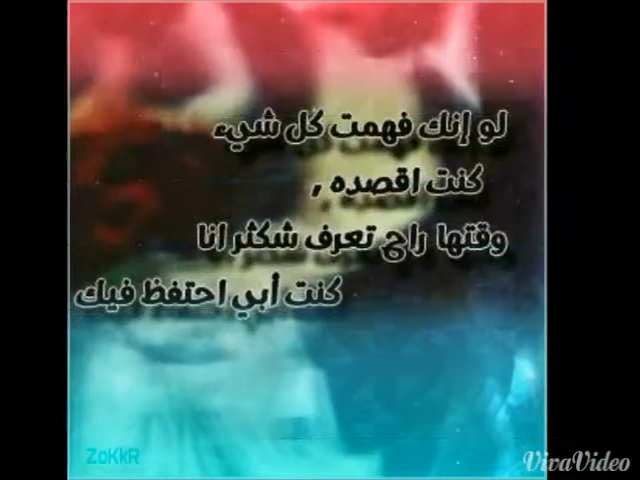 لو إنك فهمت كل شيء
كنت اقصده ,
وقتها راح تعرف شكثر انا
كنت أبي احتفظ فيك
ZoKkR
VivaVideo